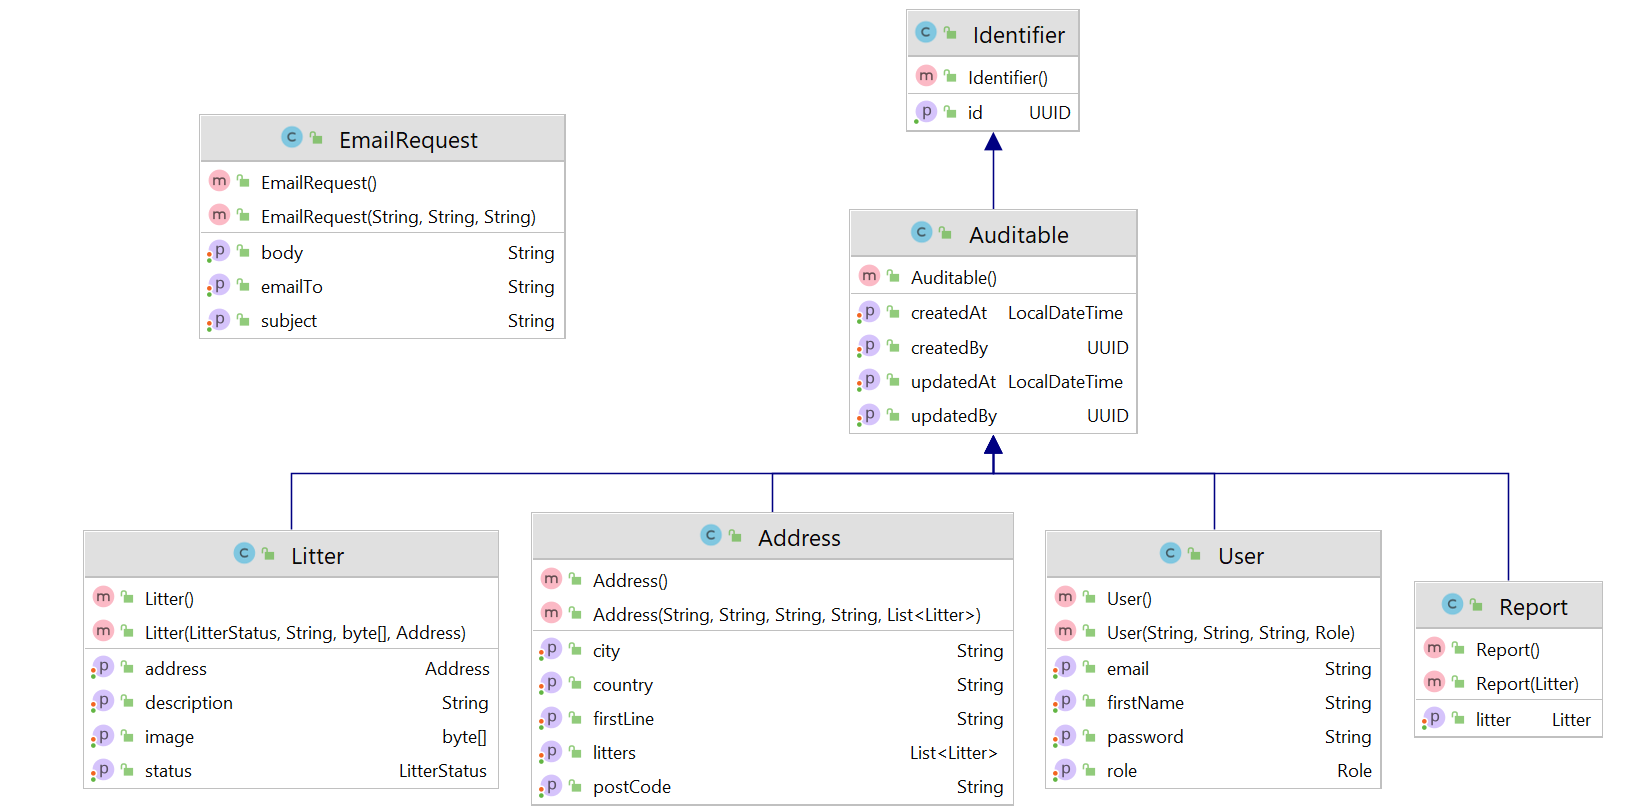 C Identifier
m Identifier()
p id UUID
C EmailRequest
m EmailRequest()
m EmailRequest(String, String, String)
p body String
p emailTo String
p subject String
C Auditable
m Auditable()
p createdAt LocalDateTime
p createdBy UUID
p updatedAt LocalDateTime
p updatedBy UUID
C Litter
m Litter()
m Litter(LitterStatus, String, byte[], Address)
p address Address
p description String
p image byte[]
p status LitterStatus
C Address
m Address()
m Address(String, String, String, String, List<Litter>)
p city String
p country String
p firstLine String
p litters List<Litter>
p postCode String
C User
m User()
m User(String, String, String, Role)
p email String
p firstName String
p password String
p role Role
C Report
m Report()
m Report(Litter)
p litter Litter